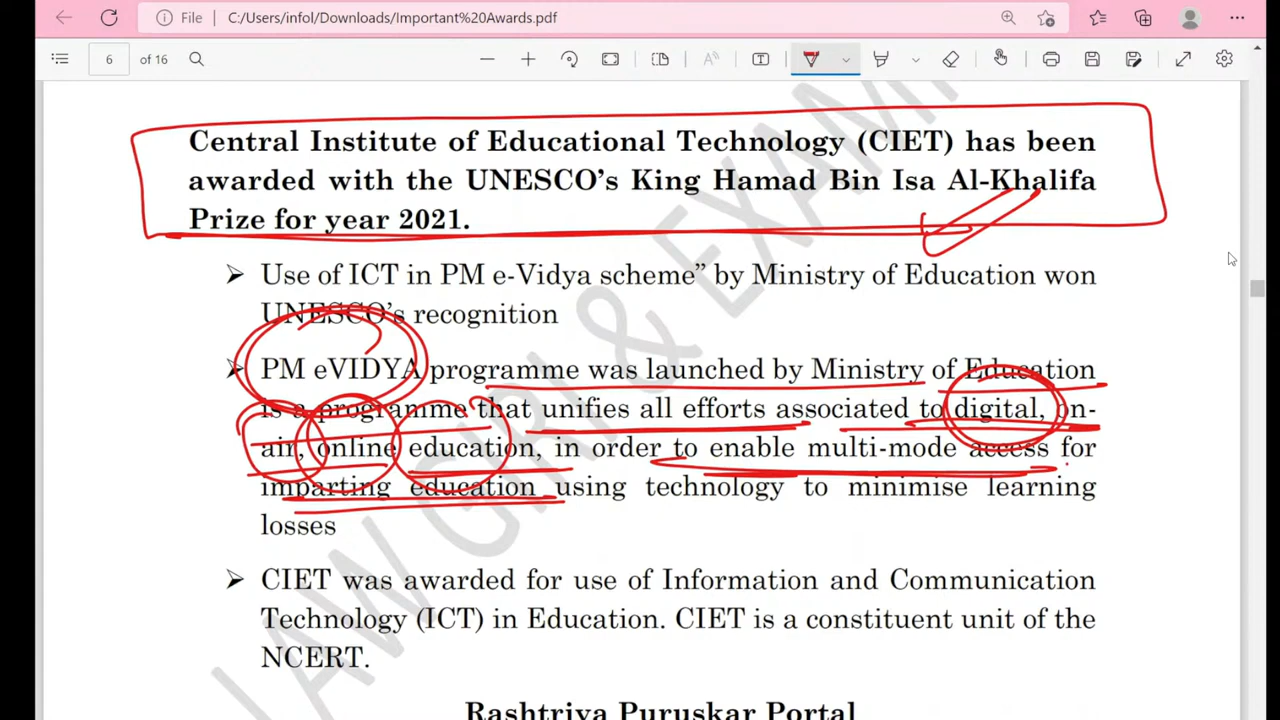 File C:/Users/infol/Downloads/Important%20Awards.pdf
6 of 16
Central Institute of Educational Technology (CIET) has been
awarded with the UNESCO's King Hamad Bin Isa Al-Khalifa
Prize for year 2021.
➢ Use of ICT in PM e-Vidya scheme” by Ministry of Education won
UNESCO's recognition
➢ PM eVIDYA programme was launched by Ministry of Education
is a programme that unifies all efforts associated to digital, on-
air, online education, in order to enable multi-mode access for
imparting education using technology to minimise learning
losses
➢ CIET was awarded for use of Information and Communication
Technology (ICT) in Education. CIET is a constituent unit of the
NCERT.
Rashtriya Puruskar Portal